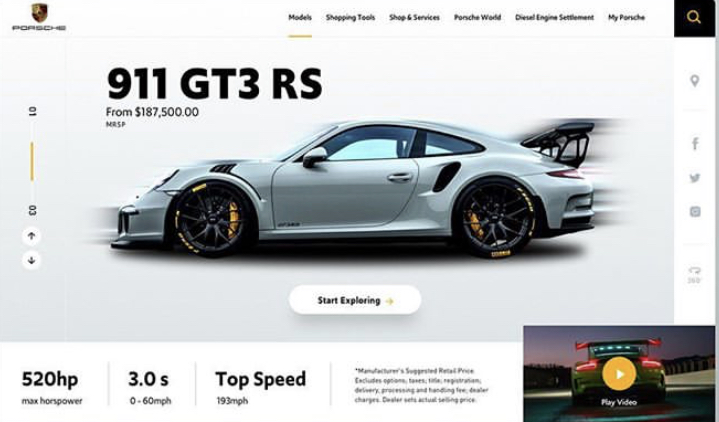 PORSCHE
Models Shopping Tools Shop & Services Porsche World Diesel Engine Settlement My Porsche
911 GT3 RS
From $187,500.00
MRSP
01
03
GT3RS
Start Exploring →
360°
520hp
max horspower
3.0 s
0 - 60mph
Top Speed
193mph
*Manufacturer's Suggested Retail Price.
Excludes options; taxes; title; registration;
delivery, processing and handling fee; dealer
charges. Dealer sets actual selling price.
Play Video